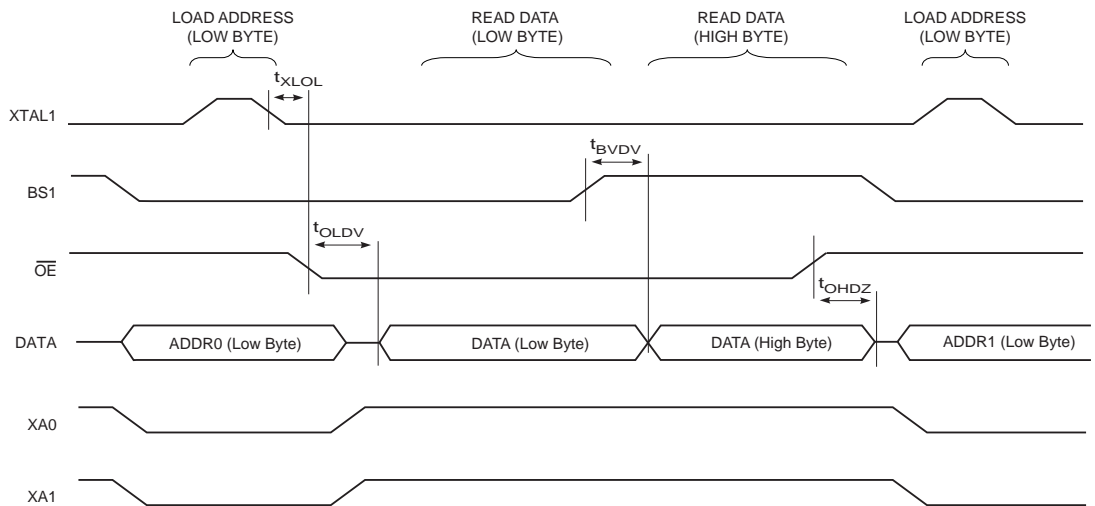 LOAD ADDRESS
(LOW BYTE)
READ DATA
(LOW BYTE)
READ DATA
(HIGH BYTE)
LOAD ADDRESS
(LOW BYTE)
tXLOL
XTAL1
tBVDV
BS1
tOLDV
OE
tOHDZ
DATA
ADDR0 (Low Byte)
DATA (Low Byte)
DATA (High Byte)
ADDR1 (Low Byte)
XA0
XA1